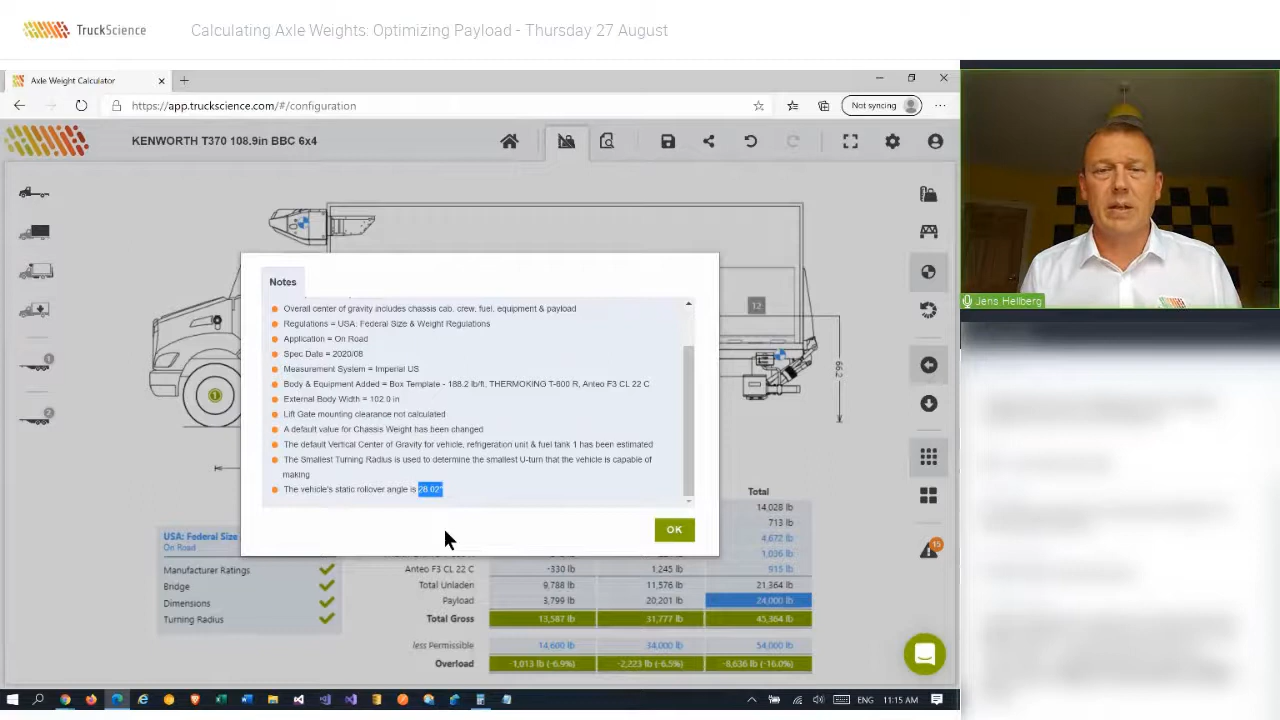 TruckScience
Calculating Axle Weights: Optimizing Payload - Thursday 27 August
Axle Weight Calculator
https://app.truckscience.com/#/configuration
Not syncing
KENWORTH T370 108.9in BBC 6x4
Notes
Overall center of gravity includes chassis cab, crew, fuel, equipment & payload
Regulations = USA: Federal Size & Weight Regulations
Application = On Road
Spec Date = 2020/08
Measurement System = Imperial US
Body & Equipment Added = Box Template - 188.2 lb/ft, THERMOKING T-600 R, Anteo F3 CL 22 C
External Body Width = 102.0 in
Lift Gate mounting clearance not calculated
A default value for Chassis Weight has been changed
The default Vertical Center of Gravity for vehicle, refrigeration unit & fuel tank 1 has been estimated
The Smallest Turning Radius is used to determine the smallest U-turn that the vehicle is capable of
making
The vehicle's static rollover angle is 28.02°
OK
12
66.2
1
1
2
15
USA: Federal Size
On Road
Manufacturer Ratings
Bridge
Dimensions
Turning Radius
Total
14,028 lb
713 lb
4,672 lb
1,036 lb
Anteo F3 CL 22 C -330 lb 1,245 lb 915 lb
Total Unladen 9,788 lb 11,576 lb 21,364 lb
Payload 3,799 lb 20,201 lb 24,000 lb
Total Gross 13,587 lb 31,777 lb 45,364 lb
less Permissible 14,600 lb 34,000 lb 54,000 lb
Overload -1,013 lb (-6.9%) -2,223 lb (-6.5%) -8,636 lb (-16.0%)
Jens Hellberg
ENG 11:15 AM